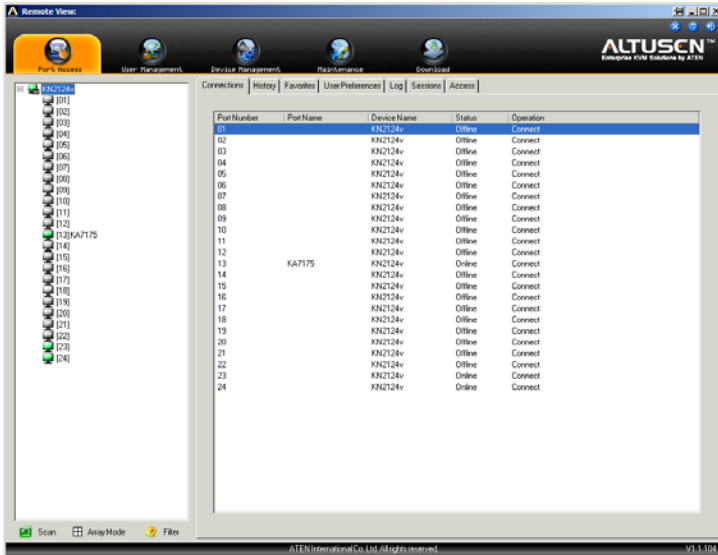 Remote View:
ALTUSEN™
Enterprise KVM Solutions by ATEN
Port Access User Management Device Management Maintenance Download
Connections History Favorites User Preferences Log Sessions Access
KN2124v
[01]
[02]
[03]
[04]
[05]
[06]
[07]
[08]
[09]
[10]
[11]
[12]
[13]KA7175
[14]
[15]
[16]
[17]
[18]
[19]
[20]
[21]
[22]
[23]
[24]
Port Number Port Name Device Name Status Operation
01 KN2124v Offline Connect
02 KN2124v Offline Connect
03 KN2124v Offline Connect
04 KN2124v Offline Connect
05 KN2124v Offline Connect
06 KN2124v Offline Connect
07 KN2124v Offline Connect
08 KN2124v Offline Connect
09 KN2124v Offline Connect
10 KN2124v Offline Connect
11 KN2124v Offline Connect
12 KN2124v Offline Connect
13 KA7175 KN2124v Online Connect
14 KN2124v Offline Connect
15 KN2124v Offline Connect
16 KN2124v Offline Connect
17 KN2124v Offline Connect
18 KN2124v Offline Connect
19 KN2124v Offline Connect
20 KN2124v Offline Connect
21 KN2124v Offline Connect
22 KN2124v Offline Connect
23 KN2124v Online Connect
24 KN2124v Online Connect
Scan Array Mode Filter
ATEN International Co. Ltd. All rights reserved.
V1.1.104